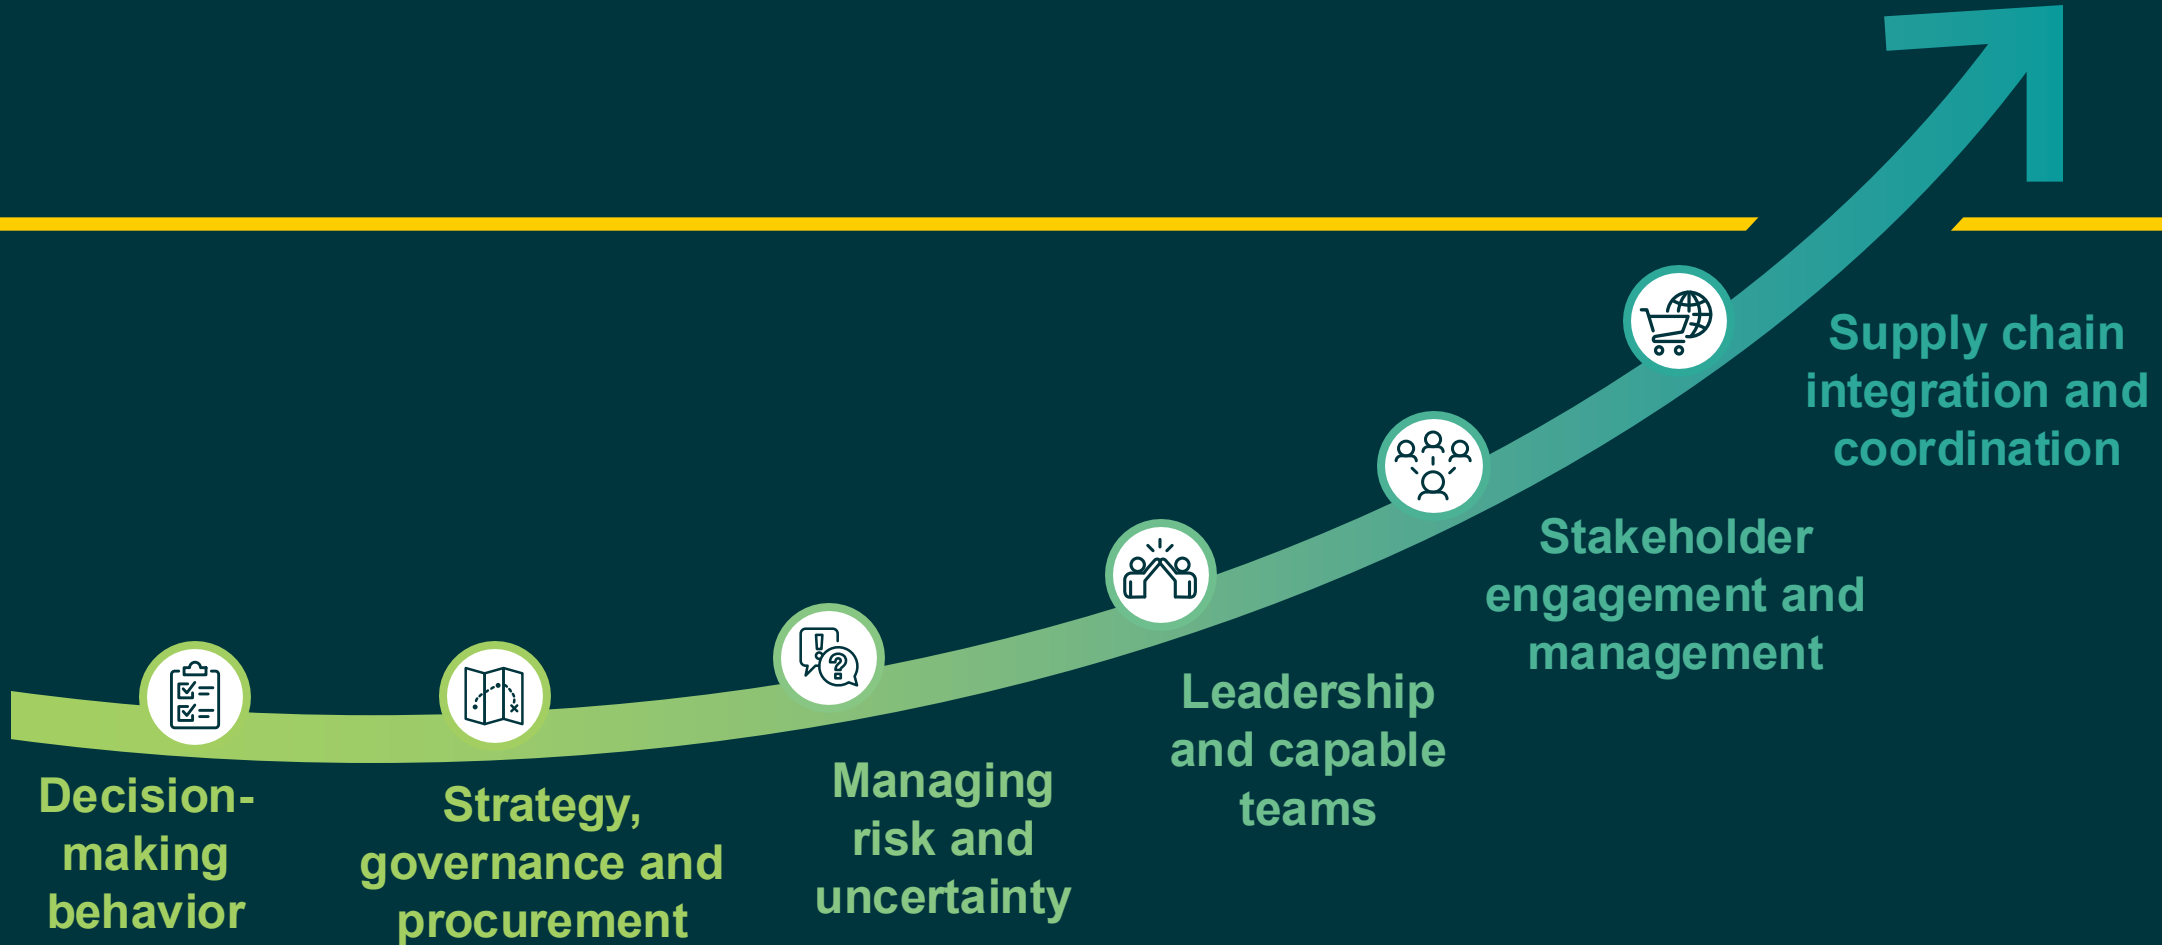 Decision-
making
behavior
Strategy,
governance and
procurement
Managing
risk and
uncertainty
Leadership
and capable
teams
Stakeholder
engagement and
management
Supply chain
integration and
coordination